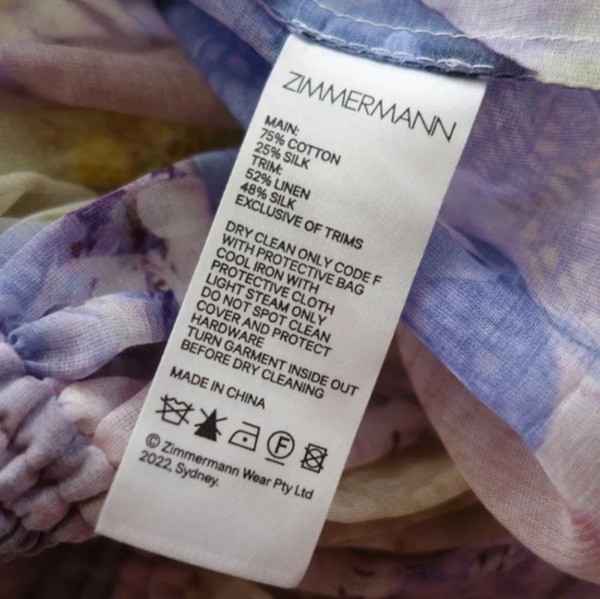 ZIMMERMANN
MAIN:
75% COTTON
25% SILK
TRIM:
52% LINEN
48% SILK
EXCLUSIVE OF TRIMS
DRY CLEAN ONLY CODE F
WITH PROTECTIVE BAG
COOL IRON WITH
PROTECTIVE CLOTH
LIGHT STEAM ONLY
DO NOT SPOT CLEAN
COVER AND PROTECT
HARDWARE
TURN GARMENT INSIDE OUT
BEFORE DRY CLEANING
MADE IN CHINA
F
© Zimmermann Wear Pty Ltd
2022, Sydney.